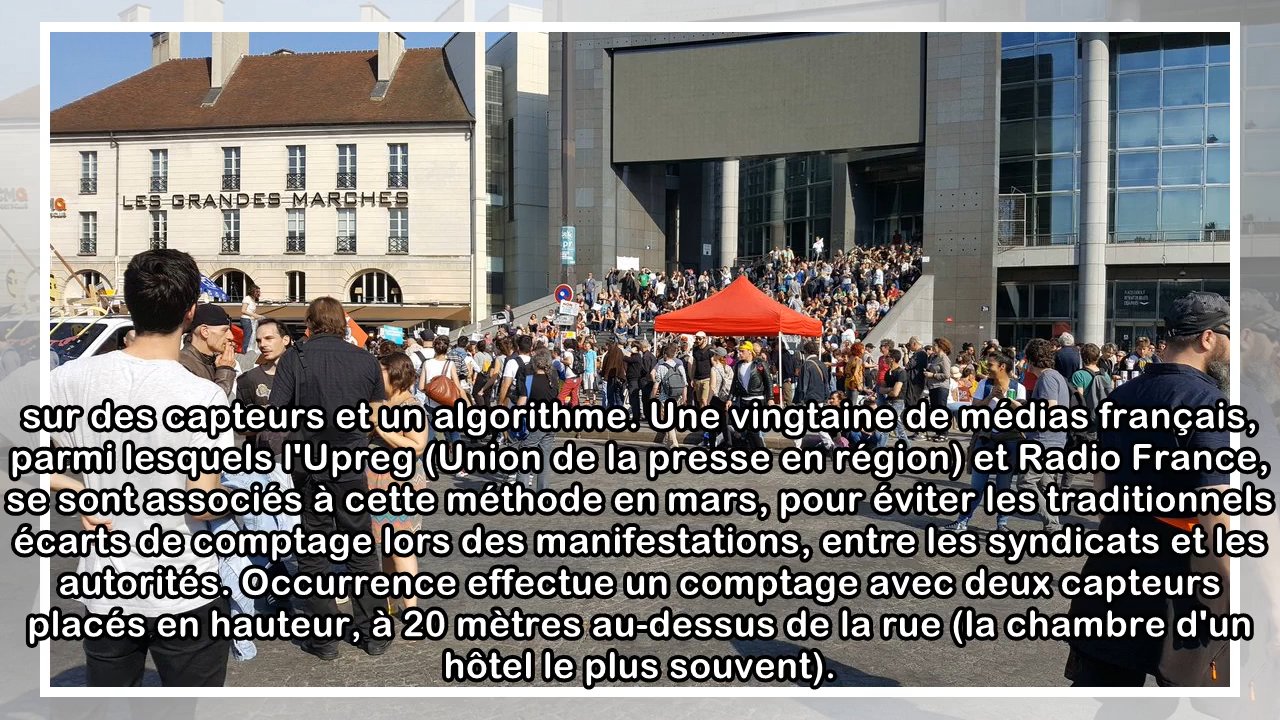 LES GRANDES MARCHES
sur des capteurs et un algorithme. Une vingtaine de médias français,
parmi lesquels l'Upreg (Union de la presse en région) et Radio France,
se sont associés à cette méthode en mars, pour éviter les traditionnels
écarts de comptage lors des manifestations, entre les syndicats et les
autorités. Occurrence effectue un comptage avec deux capteurs
placés en hauteur, à 20 mètres au-dessus de la rue (la chambre d'un
hôtel le plus souvent).